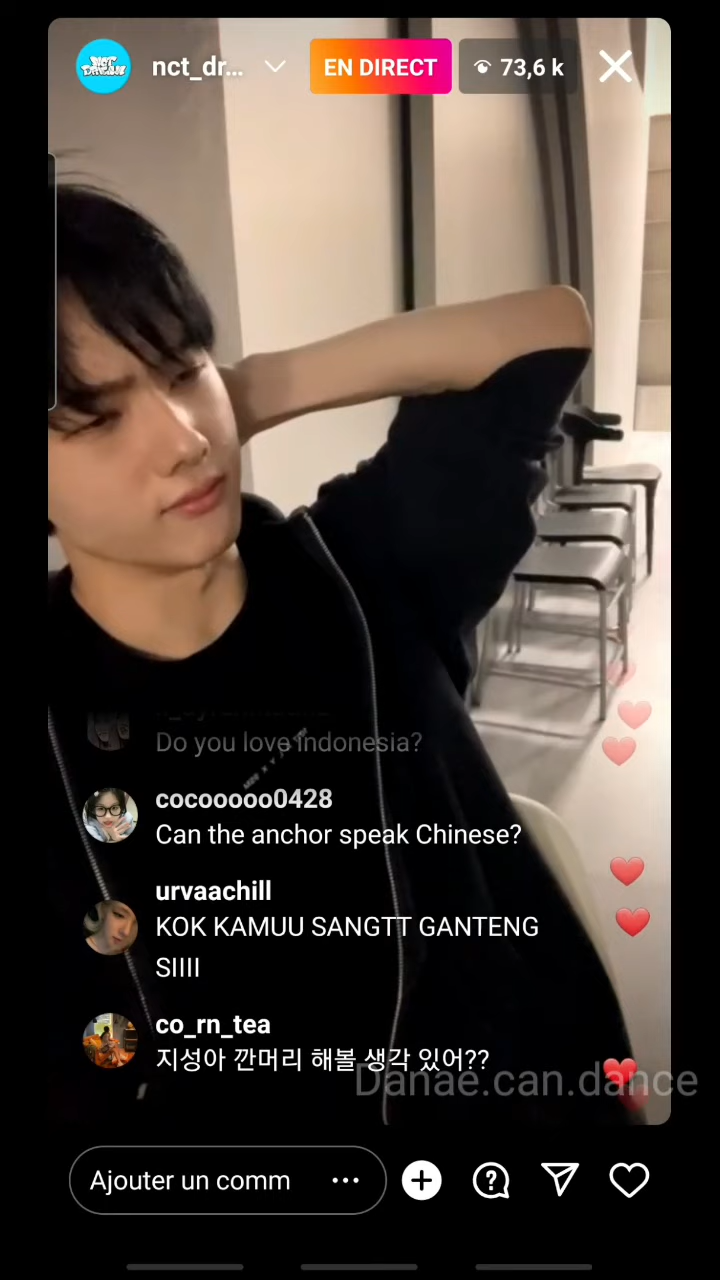 NCT
DREAM
nct_dr...
EN DIRECT
73,6 k
Do you love indonesia?
cocooooo0428
Can the anchor speak Chinese?
urvaachill
KOK KAMUU SANGTT GANTENG
SIIII
co_rn_tea
지성아 깐머리 해볼 생각 있어??
Danae.can.dance
Ajouter un comm